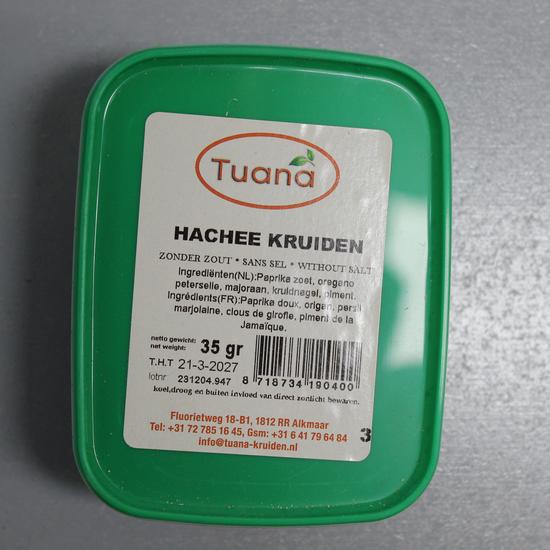 Tuana
HACHEE KRUIDEN
ZONDER ZOUT * SANS SEL * WITHOUT SALT
Ingrediënten(NL):Paprika zoet, oregano
peterselie, majoraan, kruidnagel, piment.
Ingrédients(FR):Paprika doux, origan, persil
marjolaine, clous de girofle, piment de la
Jamaïque.
netto gewicht:
net weight: 35 gr
T.H.T 21-3-2027
lotnr 231204.947
8 718734 190400
koel,droog en buiten invloed van direct zonlicht bewaren.
Fluorietweg 18-B1, 1812 RR Alkmaar
Tel: +31 72 785 16 45, Gsm: +31 6 41 79 64 84
info@tuana-kruiden.nl
3